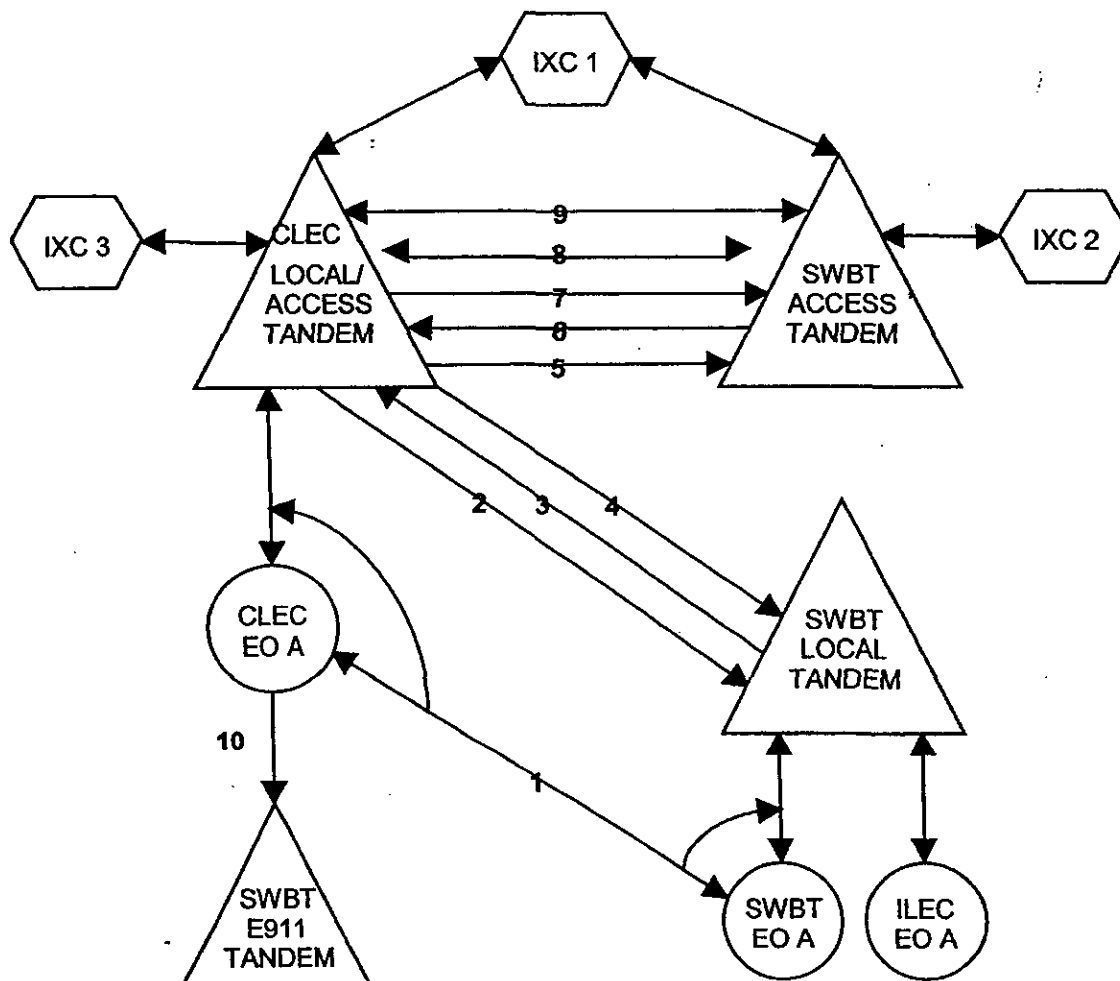 IXC 1
IXC 3
IXC 2
9
8
7
6
5
CLEC
LOCAL/
ACCESS
TANDEM
SWBT
ACCESS
TANDEM
2
3
4
CLEC
EO A
SWBT
LOCAL
TANDEM
10
1
SWBT
E911
TANDEM
SWBT
EO A
ILEC
EO A